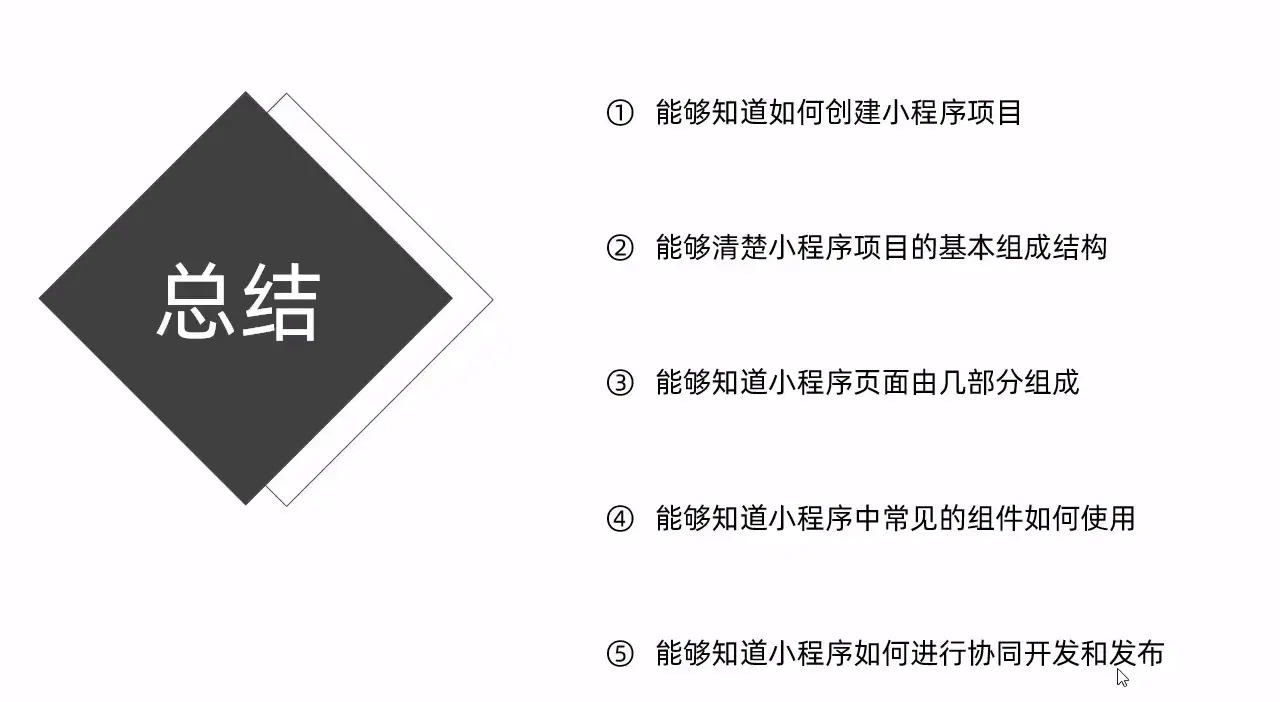 总结
① 能够知道如何创建小程序项目
② 能够清楚小程序项目的基本组成结构
③ 能够知道小程序页面由几部分组成
④ 能够知道小程序中常见的组件如何使用
⑤ 能够知道小程序如何进行协同开发和发布